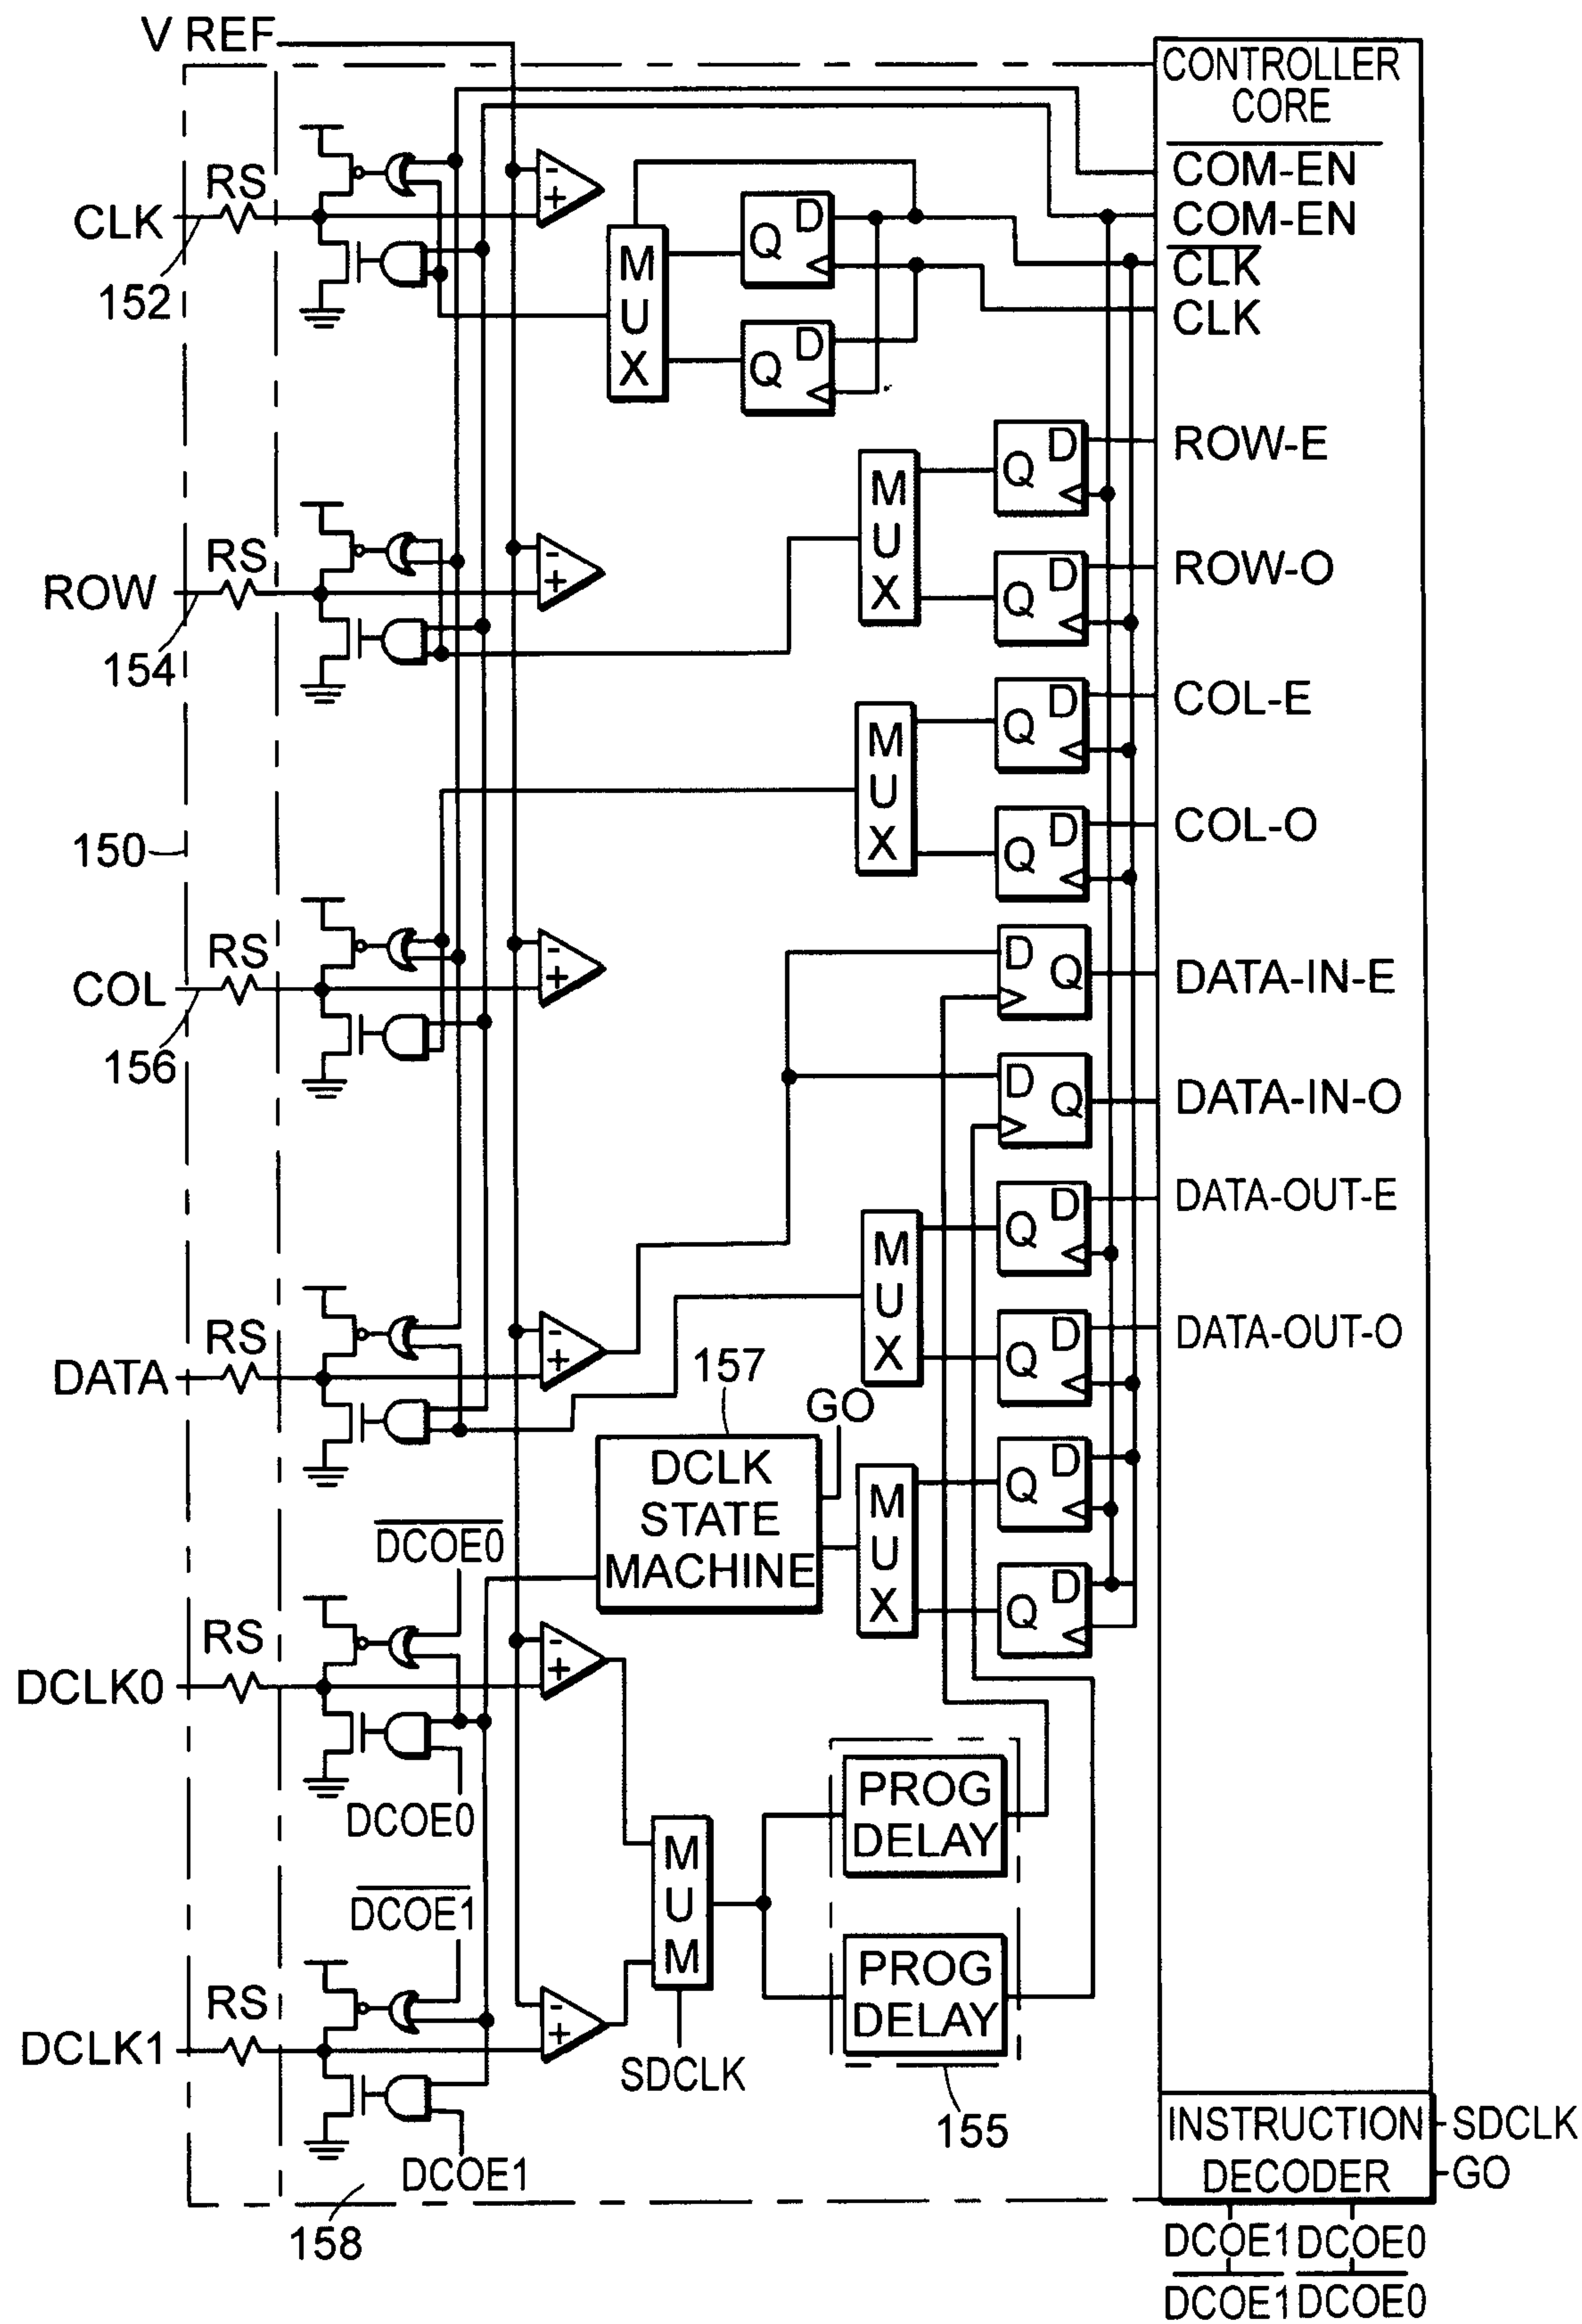 V REF
CONTROLLER
CORE
COM-EN
COM-EN
CLK
CLK
RS
CLK
152
- +
MUX
Q D
Q D
ROW-E
ROW-O
RS
ROW
154
- +
MUX
Q D
Q D
COL-E
COL-O
MUX
Q D
Q D
150
RS
COL
156
- +
D Q
DATA-IN-E
D Q
DATA-IN-O
DATA-OUT-E
DATA-OUT-O
MUX
Q D
Q D
RS
DATA
- +
157
GO
DCLK
STATE
MACHINE
MUX
Q D
Q D
DCOE0
RS
DCLK0
- +
DCOE0
PROG
DELAY
MUM
DCOE1
RS
DCLK1
- +
PROG
DELAY
SDCLK
155
DCOE1
158
INSTRUCTION
DECODER
SDCLK
GO
DCOE1 DCOE0
DCOE1 DCOE0